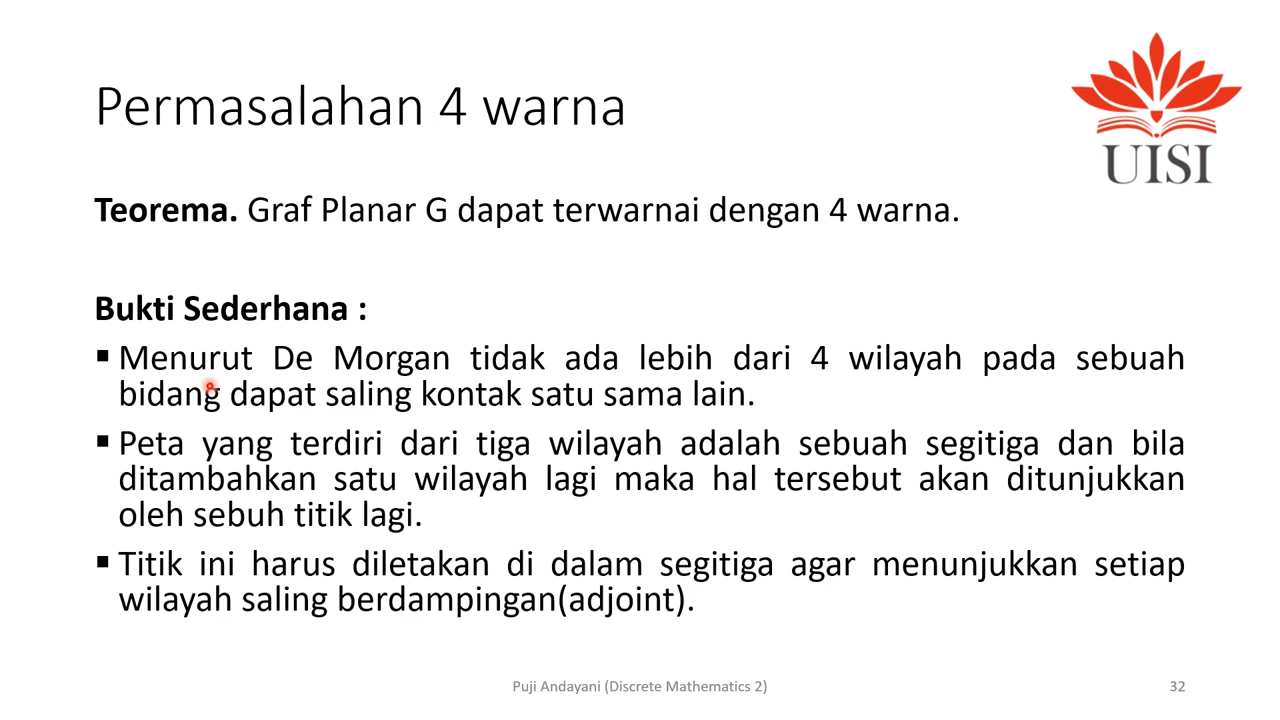 Permasalahan 4 warna
UISI
Teorema. Graf Planar G dapat terwarnai dengan 4 warna.
Bukti Sederhana :
▪ Menurut De Morgan tidak ada lebih dari 4 wilayah pada sebuah
bidang dapat saling kontak satu sama lain.
▪ Peta yang terdiri dari tiga wilayah adalah sebuah segitiga dan bila
ditambahkan satu wilayah lagi maka hal tersebut akan ditunjukkan
oleh sebuh titik lagi.
▪ Titik ini harus diletakan di dalam segitiga agar menunjukkan setiap
wilayah saling berdampingan(adjoint).
Puji Andayani (Discrete Mathematics 2)
32